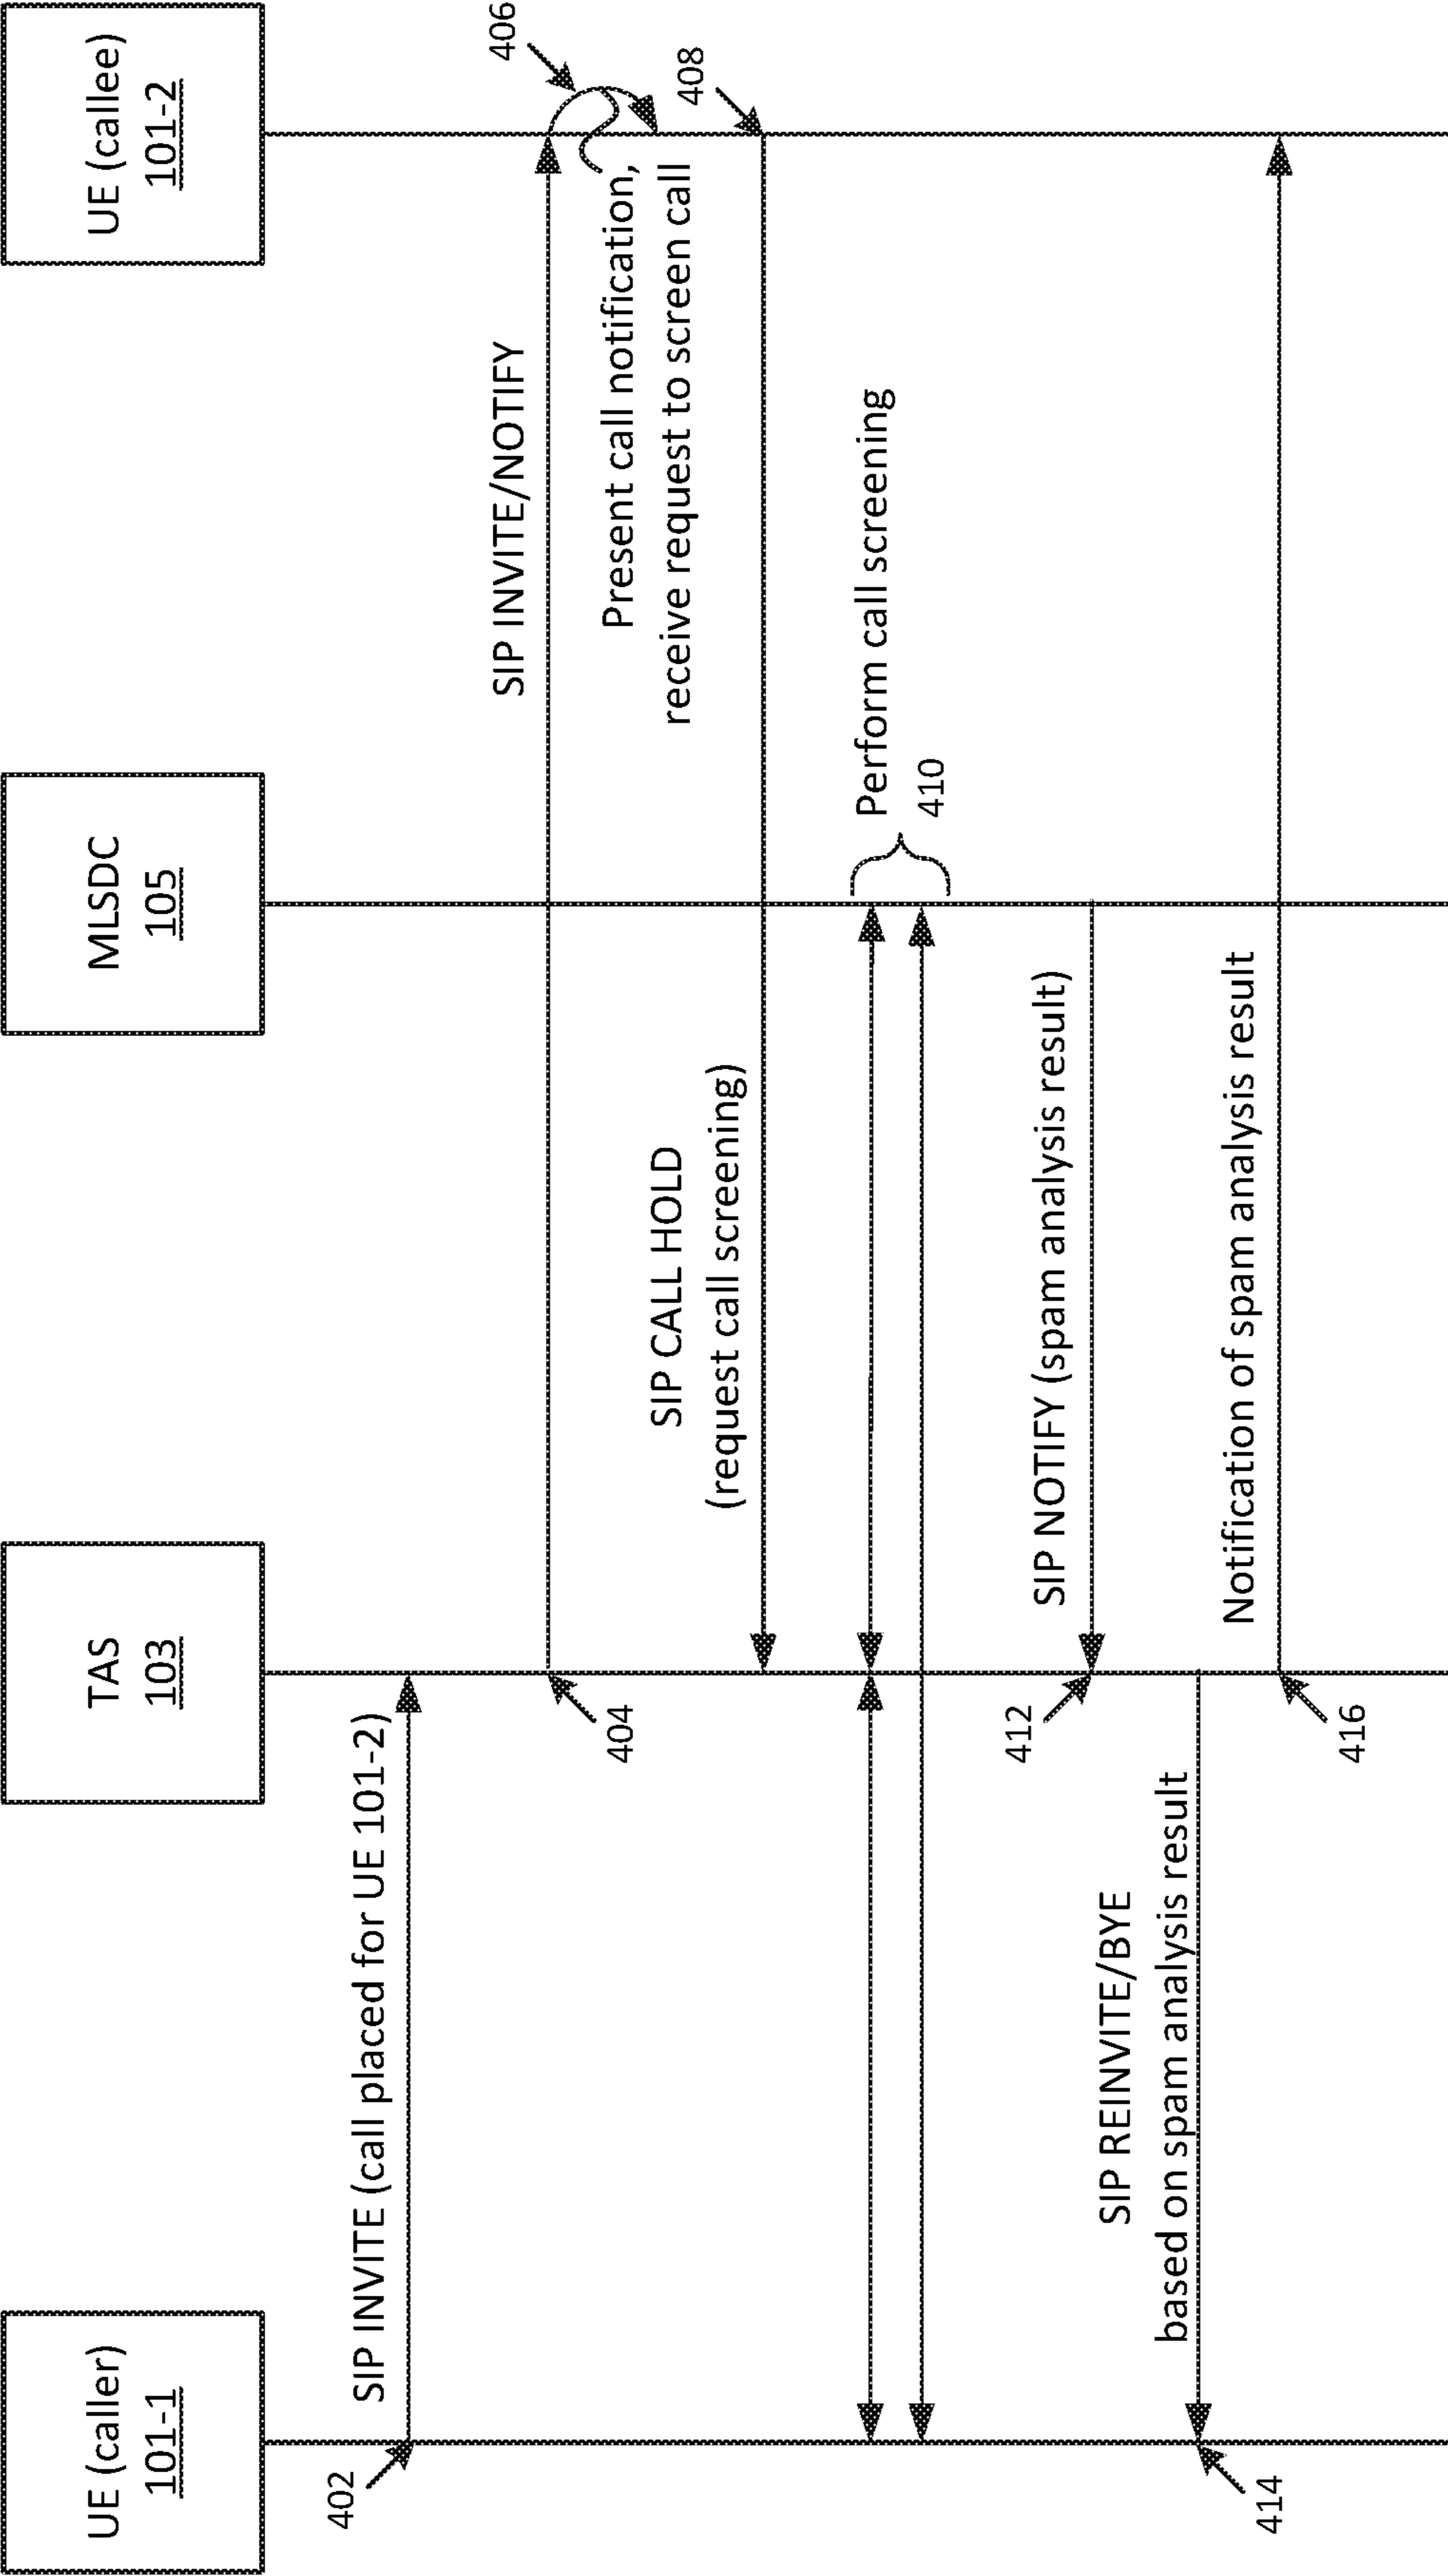 UE (caller)
101-1
TAS
103
MLSDC
105
UE (callee)
101-2
402
SIP INVITE (call placed for UE 101-2)
404
SIP INVITE/NOTIFY
406
Present call notification,
receive request to screen call
408
SIP CALL HOLD
(request call screening)
Perform call screening
410
412
SIP NOTIFY (spam analysis result)
SIP REINVITE/BYE
based on spam analysis result
414
Notification of spam analysis result
416